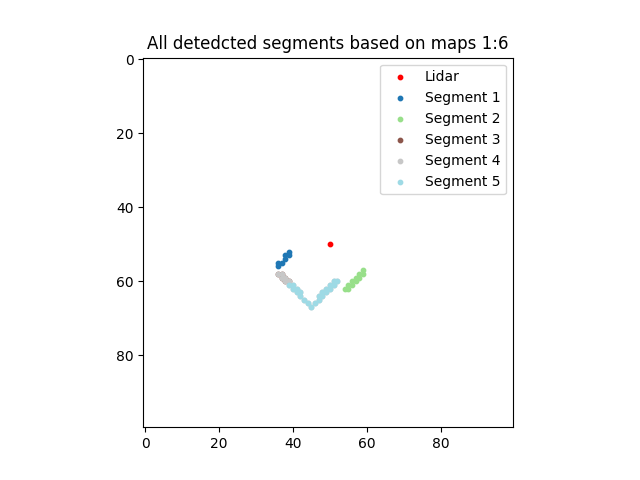 All detedcted segments based on maps 1:6
Lidar
Segment 1
Segment 2
Segment 3
Segment 4
Segment 5
0
20
40
60
80
0 20 40 60 80